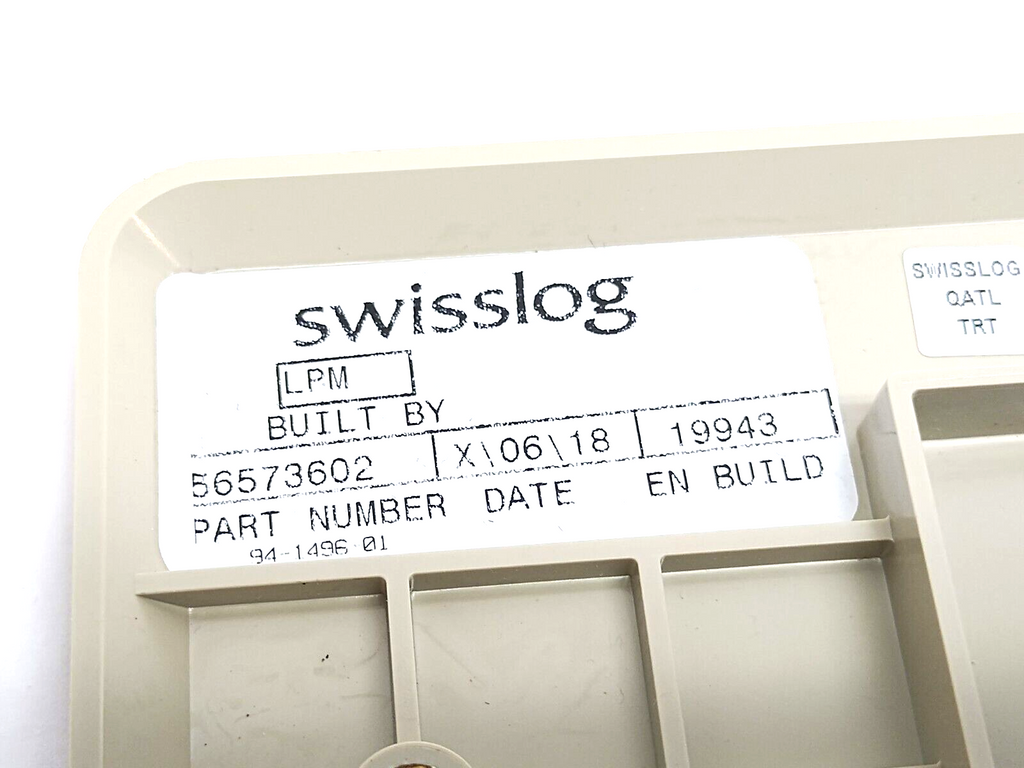 swisslog
LPM
BUILT BY
56573602 X\06\18 19943
PART NUMBER DATE EN BUILD
94-1496-01
SWISSLOG
QATL
TRT